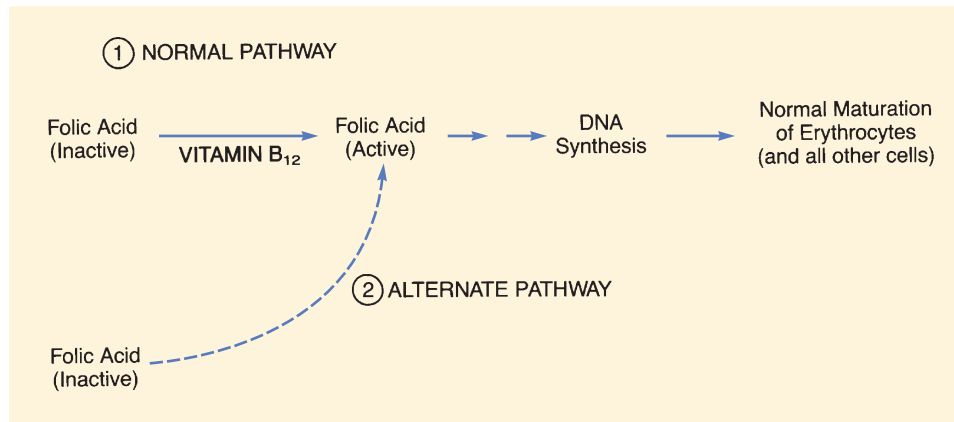 1 NORMAL PATHWAY
Folic Acid
(Inactive)
VITAMIN B₁₂
Folic Acid
(Active)
DNA
Synthesis
Normal Maturation
of Erythrocytes
(and all other cells)
2 ALTERNATE PATHWAY
Folic Acid
(Inactive)